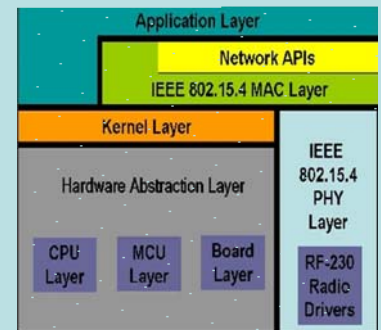 Application Layer
Network APIs
IEEE 802.15.4 MAC Layer
Kernel Layer
Hardware Abstraction Layer
CPU
Layer
MCU
Layer
Board
Layer
IEEE
802.15.4
PHY
Layer
RF-230
Radio
Drivers